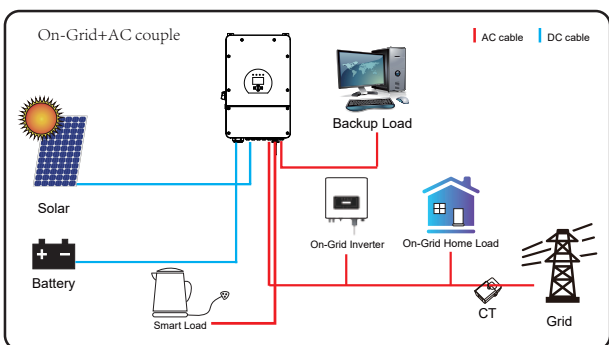 On-Grid+AC couple
AC cable
DC cable
Backup Load
Solar
On-Grid Inverter
On-Grid Home Load
Battery
Smart Load
CT
Grid